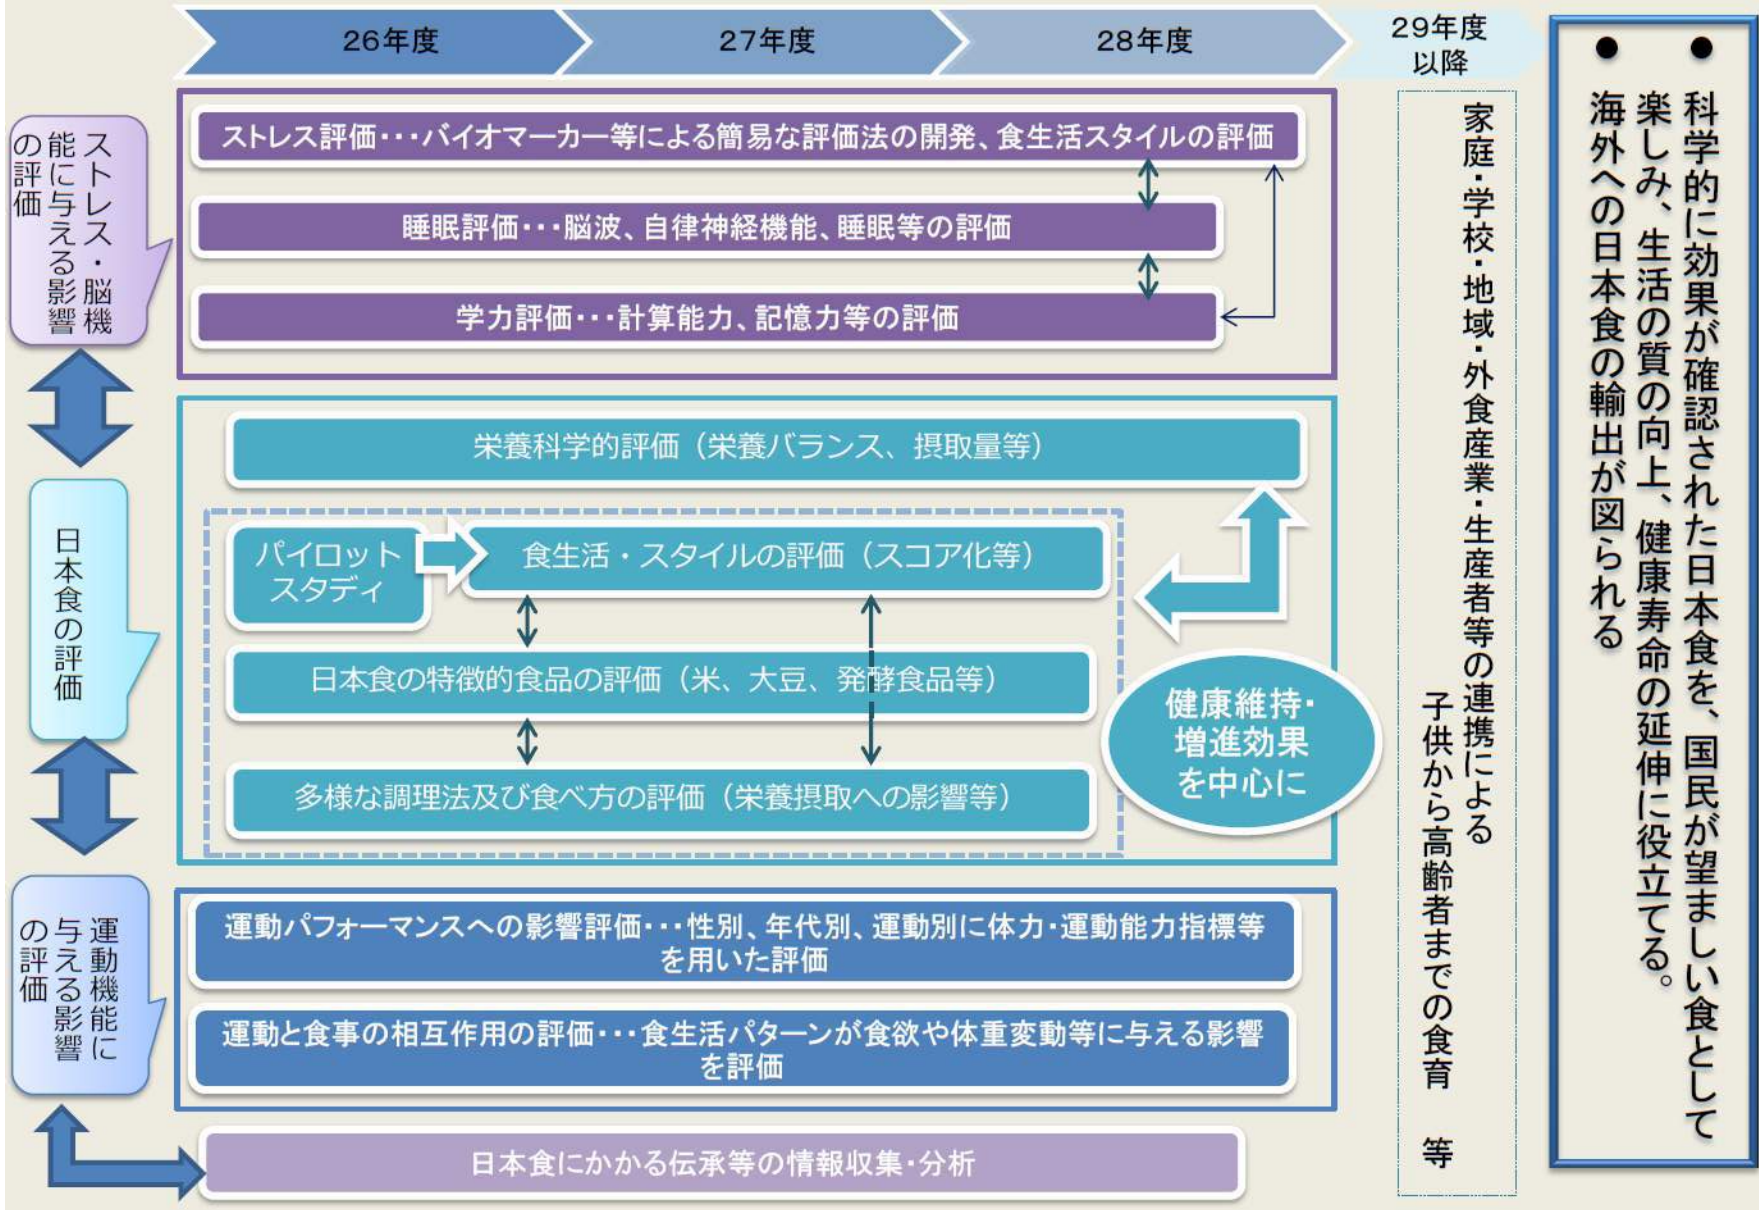 26年度
27年度
28年度
29年度
以降
ストレス・脳機
能に与える影響
の評価
ストレス評価･･･バイオマーカー等による簡易な評価法の開発、食生活スタイルの評価
睡眠評価･･･脳波、自律神経機能、睡眠等の評価
学力評価･･･計算能力、記憶力等の評価
日本食の評価
栄養科学的評価（栄養バランス、摂取量等）
パイロット
スタディ
食生活・スタイルの評価（スコア化等）
日本食の特徴的食品の評価（米、大豆、発酵食品等）
多様な調理法及び食べ方の評価（栄養摂取への影響等）
健康維持･
増進効果
を中心に
運動機能に
与える影響
の評価
運動パフォーマンスへの影響評価･･･性別、年代別、運動別に体力･運動能力指標等
を用いた評価
運動と食事の相互作用の評価･･･食生活パターンが食欲や体重変動等に与える影響
を評価
日本食にかかる伝承等の情報収集･分析
家庭･学校･地域･外食産業･生産者等の連携による
子供から高齢者までの食育　等
● 科学的に効果が確認された日本食を、国民が望ましい食として
楽しみ、生活の質の向上、健康寿命の延伸に役立てる。
● 海外への日本食の輸出が図られる